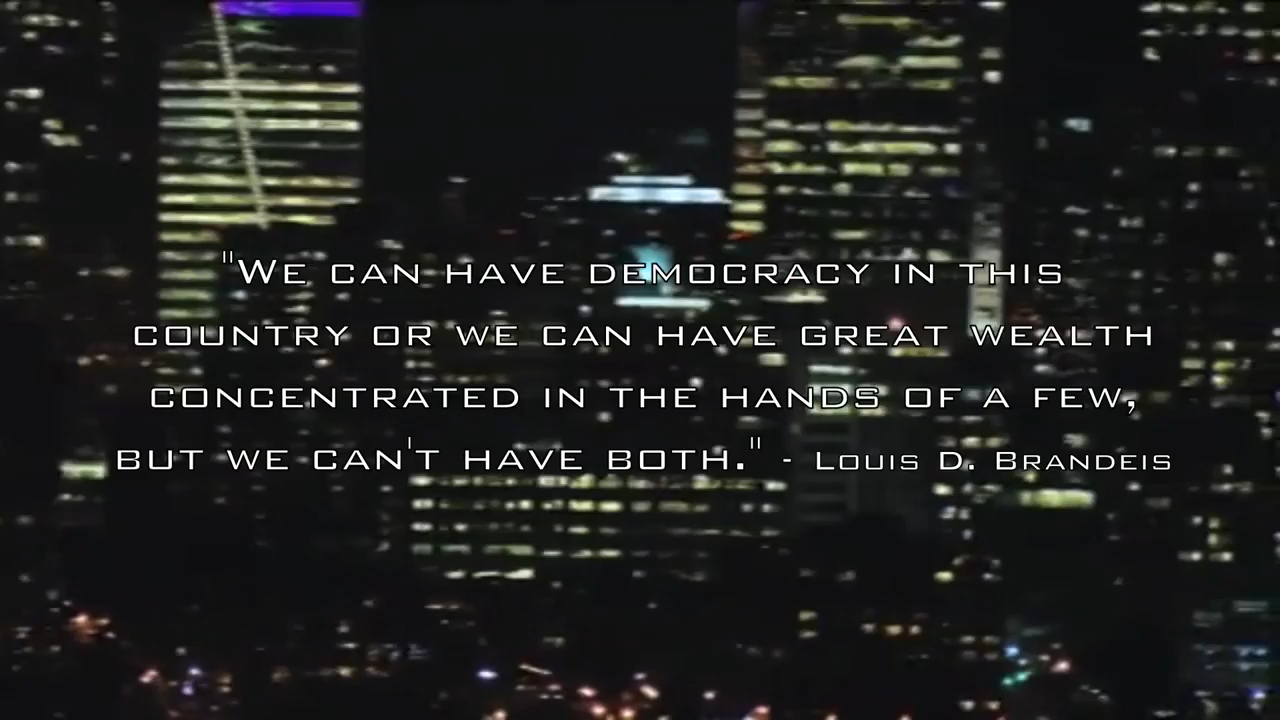 "We can have democracy in this
country or we can have great wealth
concentrated in the hands of a few,
but we can't have both." - Louis D. Brandeis